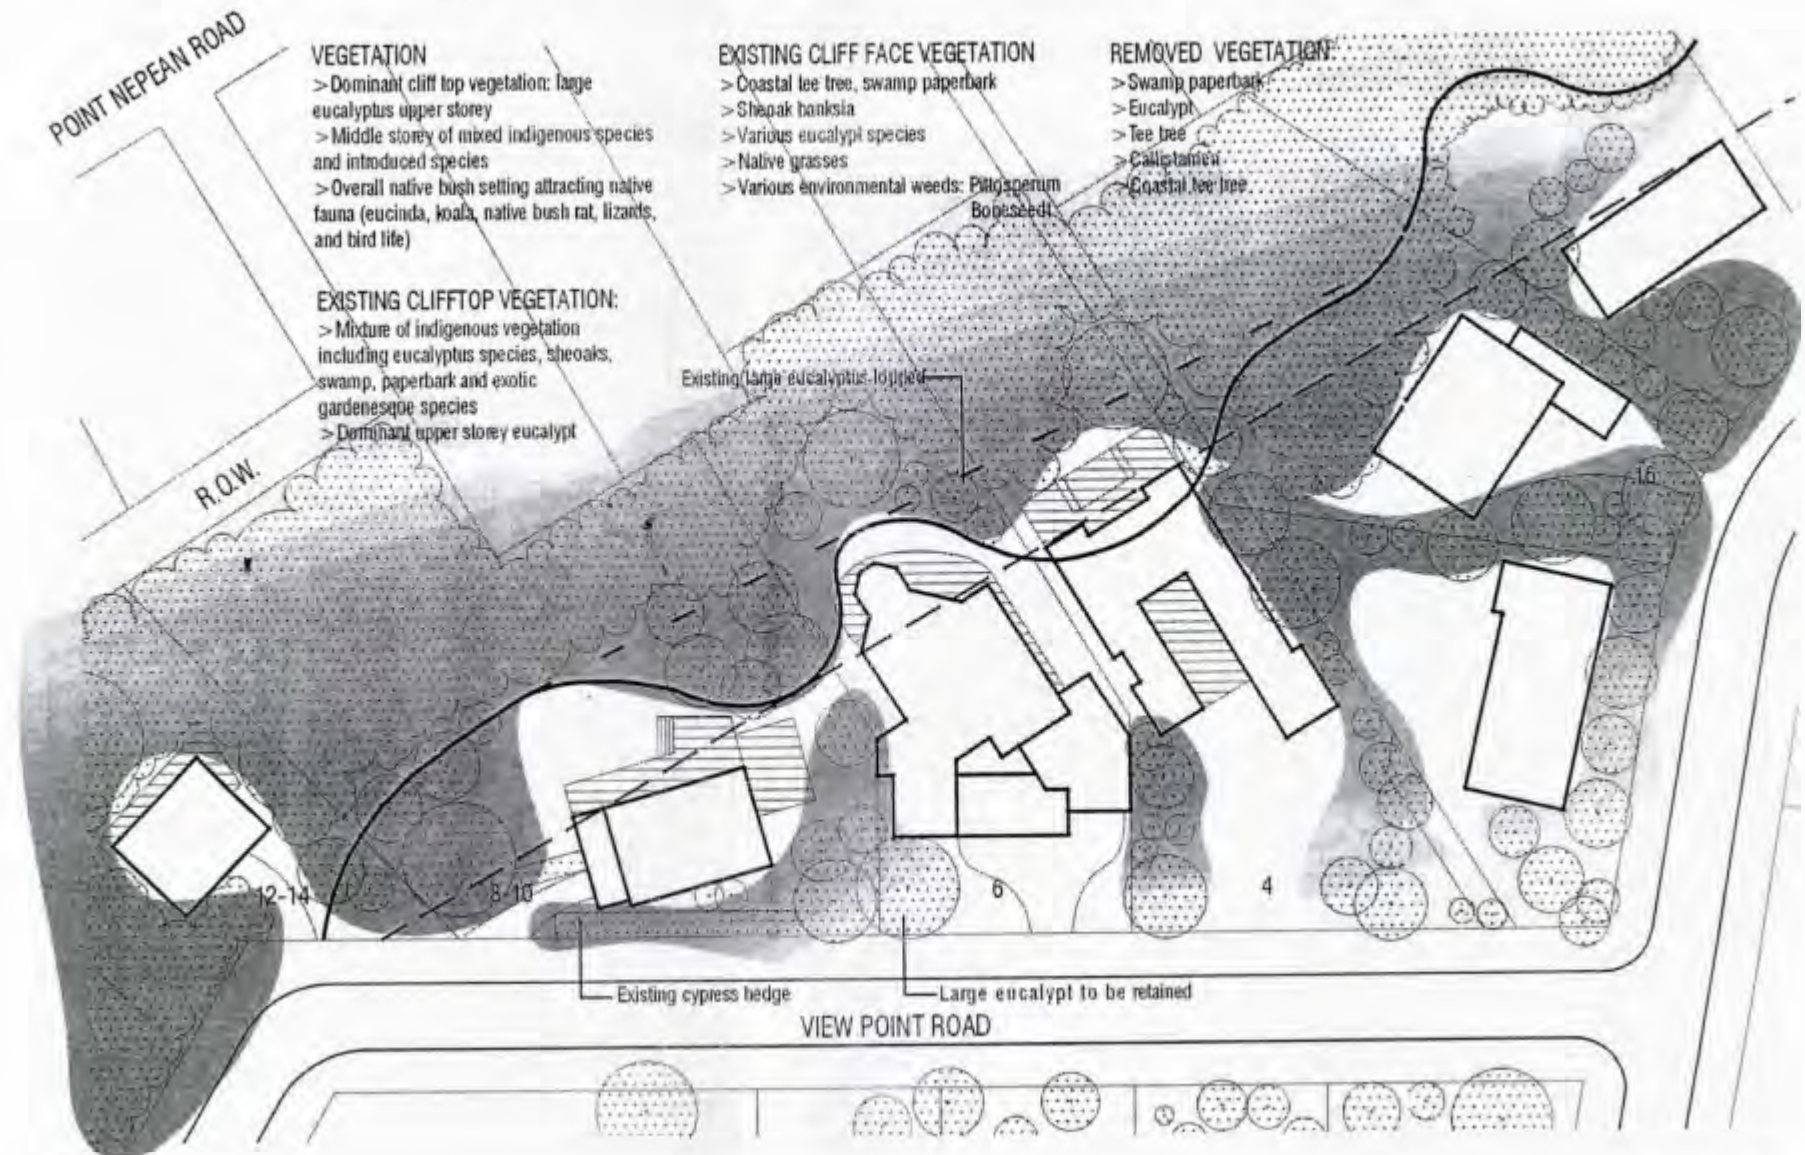 POINT NEPEAN ROAD
VEGETATION
>Dominant cliff top vegetation: large
eucalyptus upper storey
>Middle storey of mixed indigenous species
and introduced species
>Overall native bush setting attracting native
fauna (eucinda, koala, native bush rat, lizards,
and bird life)
EXISTING CLIFFTOP VEGETATION:
>Mixture of indigenous vegetation
including eucalyptus species, sheoaks,
swamp, paperbark and exotic
gardenesque species
>Dominant upper storey eucalypt
EXISTING CLIFF FACE VEGETATION
>Coastal tee tree, swamp paperbark
>Sheoak banksia
>Various eucalypt species
>Native grasses
>Various environmental weeds: Pittosperum
Boneseedt
REMOVED VEGETATION:
>Swamp paperbark
>Eucalypt
>Tee tree
>Callistamen
>Coastal tee tree
Existing large eucalyptus lopped
R.O.W.
16
12-14
8-10
6
4
Existing cypress hedge
Large eucalypt to be retained
VIEW POINT ROAD